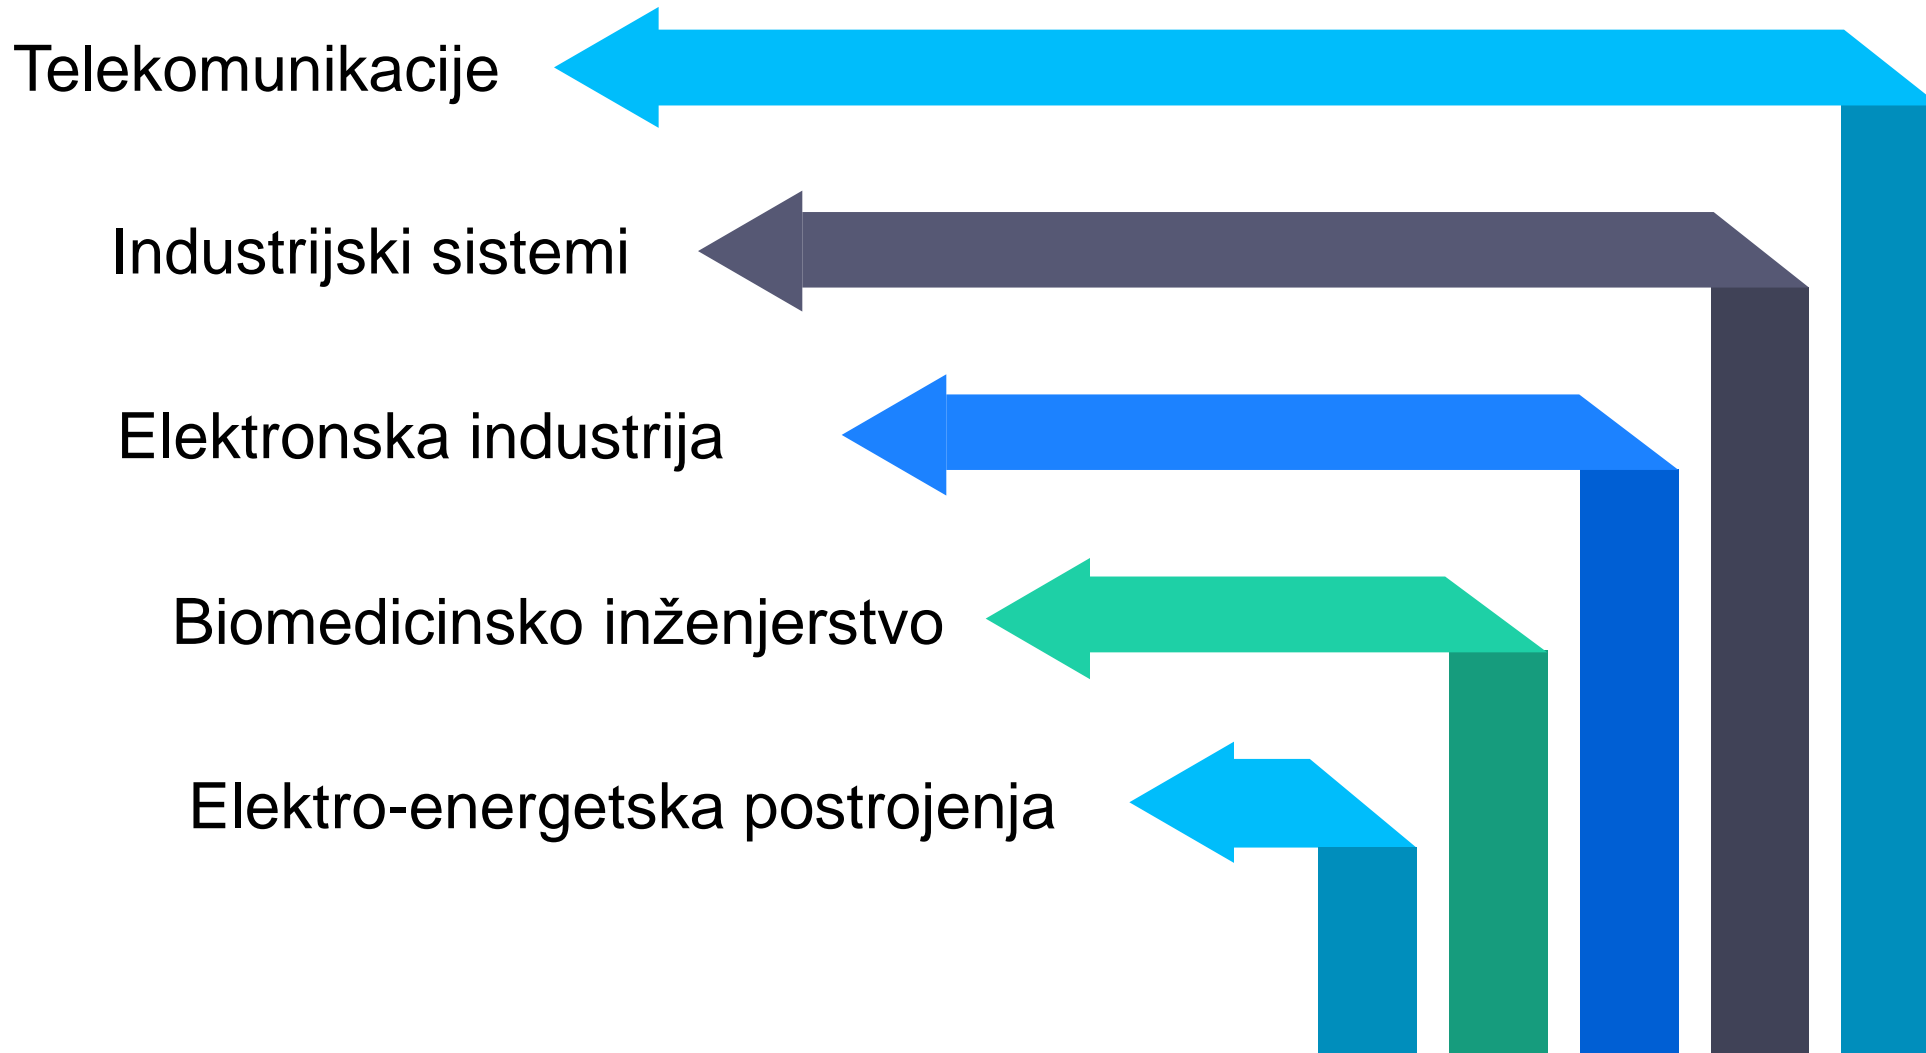 Telekomunikacije
Industrijski sistemi
Elektronska industrija
Biomedicinsko inženjerstvo
Elektro-energetska postrojenja